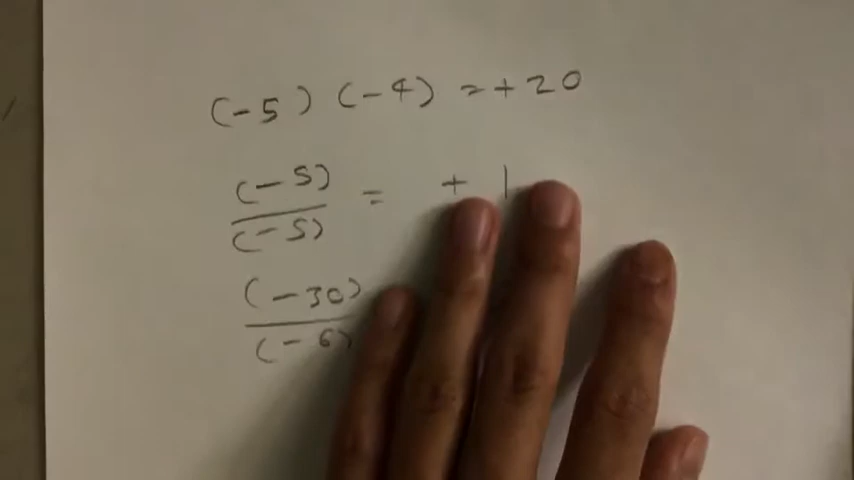 (-5) (-4) = +20
(-5)/(-5) = + 1
(-30)/(-6)